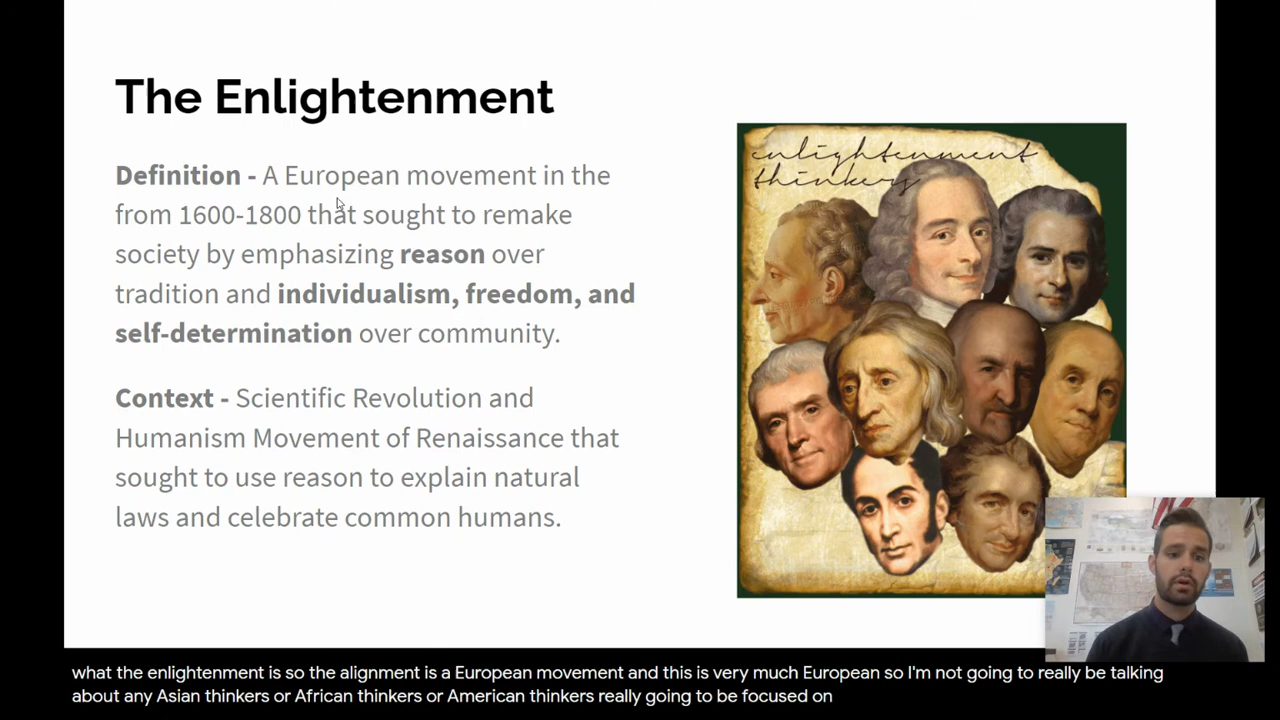 The Enlightenment
Definition - A European movement in the
from 1600-1800 that sought to remake
society by emphasizing reason over
tradition and individualism, freedom, and
self-determination over community.
Context - Scientific Revolution and
Humanism Movement of Renaissance that
sought to use reason to explain natural
laws and celebrate common humans.
enlightenment
thinkers
what the enlightenment is so the alignment is a European movement and this is very much European so I'm not going to really be talking
about any Asian thinkers or African thinkers or American thinkers really going to be focused on